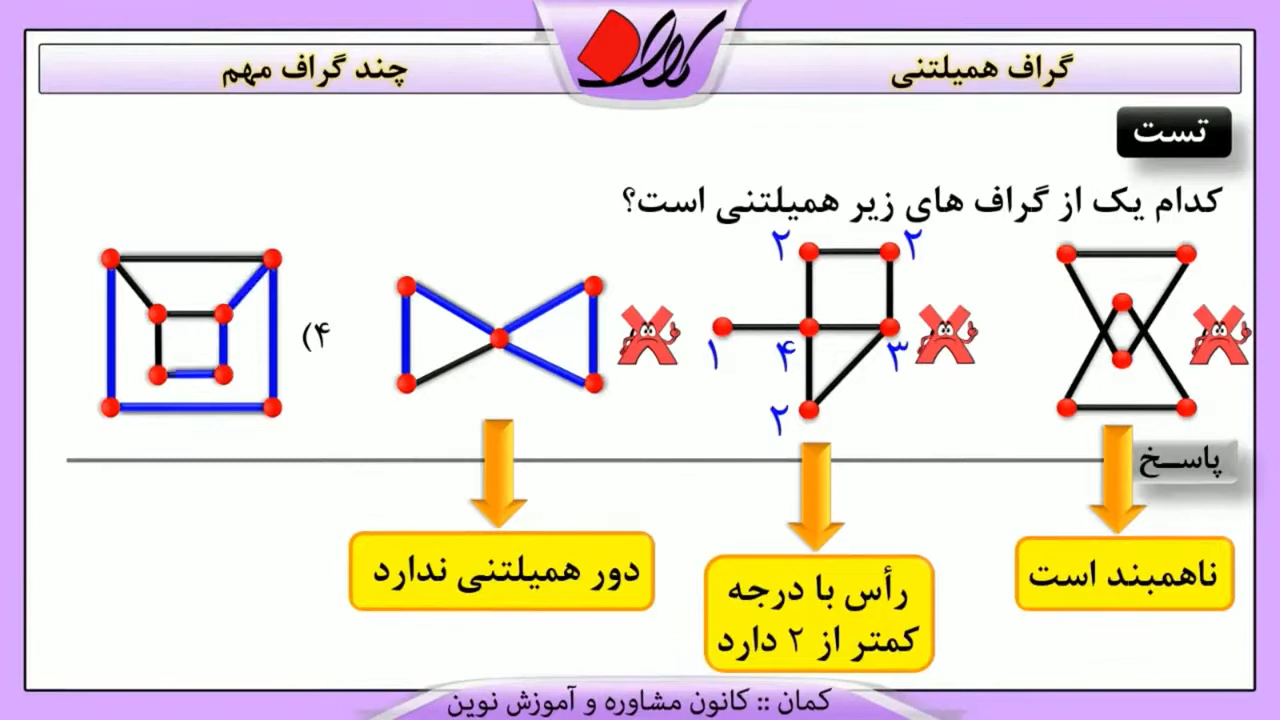 گراف همیلتنی
چند گراف مهم
کمان
تست
کدام یک از گراف های زیر همیلتنی است؟
۲
۲
۱
۴
۳
۲
۴)
پاسـخ
ناهمبند است
رأس با درجه
کمتر از ۲ دارد
دور همیلتنی ندارد
کمان :: کانون مشاوره و آموزش نوین